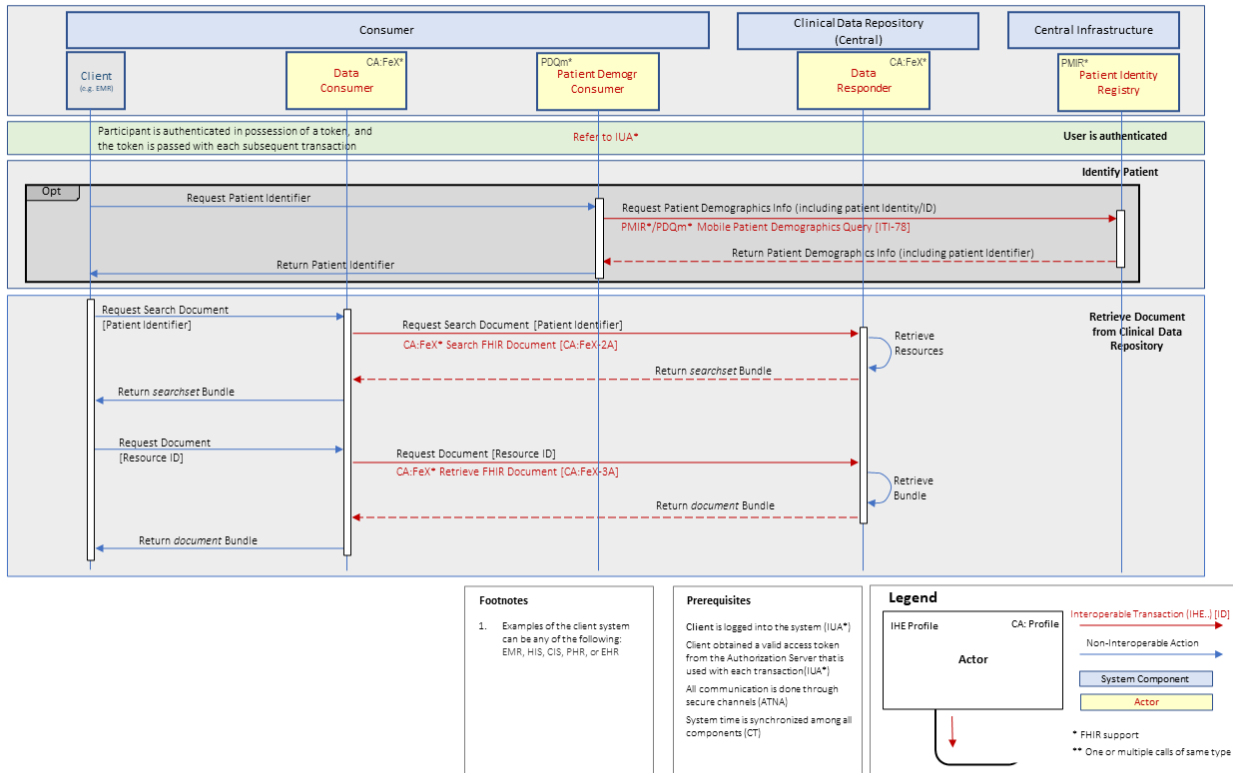 Consumer
Clinical Data Repository
(Central)
Central Infrastructure
Client
(e.g. EMR)
CA:FeX*
Data
Consumer
PDQm*
Patient Demogr
Consumer
CA:FeX*
Data
Responder
PMIR*
Patient Identity
Registry
Participant is authenticated in possession of a token, and
the token is passed with each subsequent transaction
Refer to IUA*
User is authenticated
Identify Patient
Opt
Request Patient Identifier
Request Patient Demographics Info (including patient Identity/ID)
PMIR*/PDQm* Mobile Patient Demographics Query [ITI-78]
Return Patient Demographics Info (including patient Identifier)
Return Patient Identifier
Retrieve Document
from Clinical Data
Repository
Request Search Document
[Patient Identifier]
Request Search Document [Patient Identifier]
CA:FeX* Search FHIR Document [CA:FeX-2A]
Retrieve
Resources
Return searchset Bundle
Return searchset Bundle
Request Document
[Resource ID]
Request Document [Resource ID]
CA:FeX* Retrieve FHIR Document [CA:FeX-3A]
Retrieve
Bundle
Return document Bundle
Return document Bundle
Footnotes
1. Examples of the client system
can be any of the following:
EMR, HIS, CIS, PHR, or EHR
Prerequisites
Client is logged into the system (IUA*)
Client obtained a valid access token
from the Authorization Server that is
used with each transaction(IUA*)
All communication is done through
secure channels (ATNA)
System time is synchronized among all
components (CT)
Legend
IHE Profile
CA: Profile
Actor
Interoperable Transaction (IHE..) [ID]
Non-Interoperable Action
System Component
Actor
* FHIR support
** One or multiple calls of same type